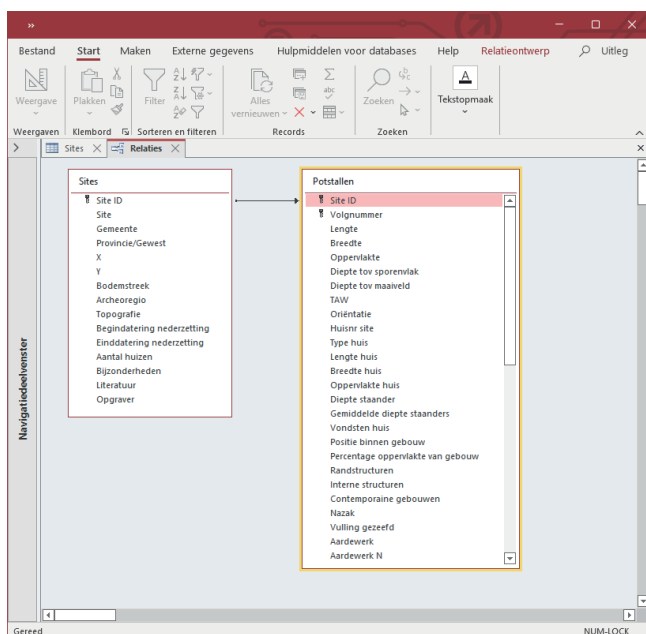 »
Bestand Start Maken Externe gegevens Hulpmiddelen voor databases Help Relatieontwerp Uitleg
Weergave Plakken Filter Alles vernieuwen Zoeken Tekstopmaak
Weergaven Klembord Sorteren en filteren Records Zoeken
Sites Relaties
Navigatiedeelvenster
Sites
Site ID
Site
Gemeente
Provincie/Gewest
X
Y
Bodemstreek
Archeoregio
Topografie
Begindatering nederzetting
Einddatering nederzetting
Aantal huizen
Bijzonderheden
Literatuur
Opgraver
Potstallen
Site ID
Volgnummer
Lengte
Breedte
Oppervlakte
Diepte tov sporenvlak
Diepte tov maaiveld
TAW
Oriëntatie
Huisnr site
Type huis
Lengte huis
Breedte huis
Oppervlakte huis
Diepte staander
Gemiddelde diepte staanders
Vondsten huis
Positie binnen gebouw
Percentage oppervlakte van gebouw
Randstructuren
Interne structuren
Contemporaine gebouwen
Nazak
Vulling gezeefd
Aardewerk
Aardewerk N
Gereed NUM-LOCK